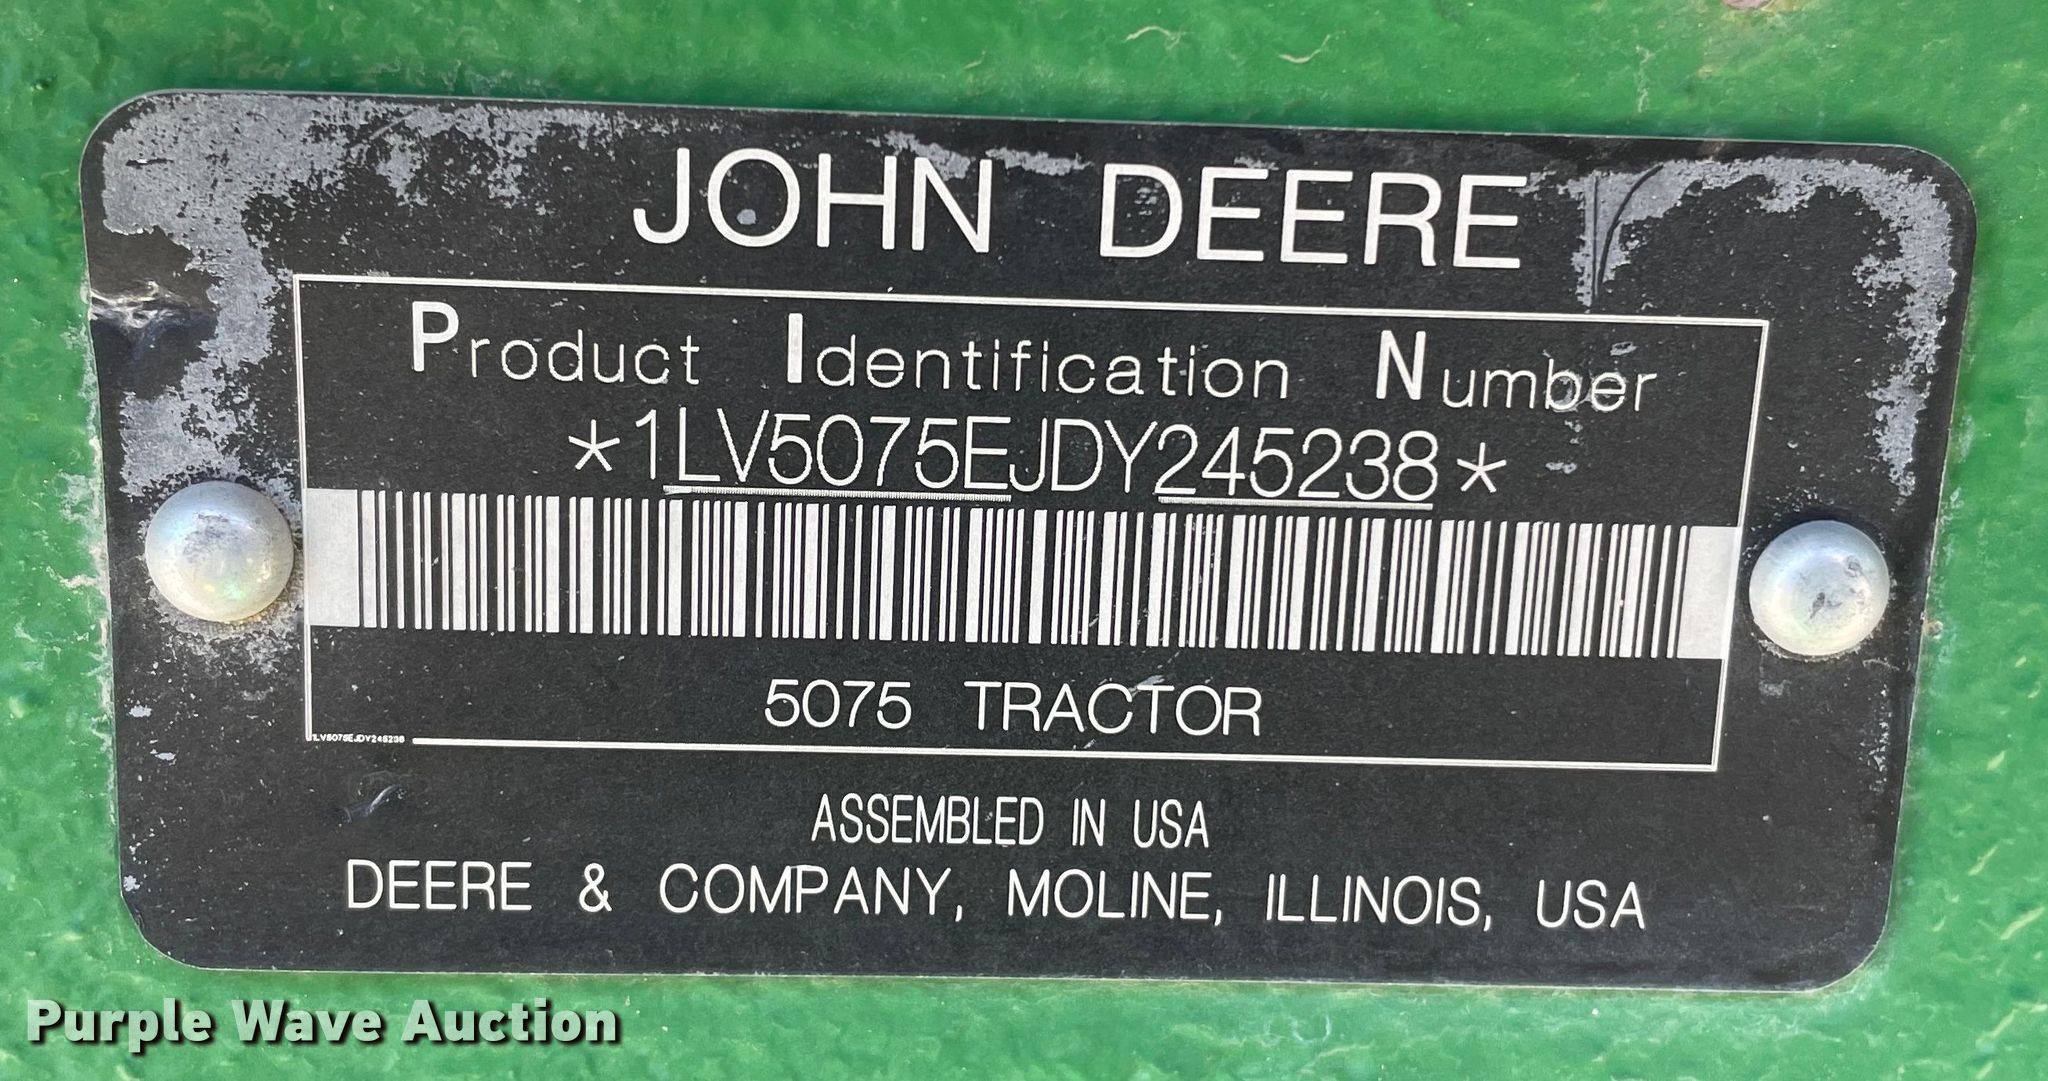 JOHN DEERE
Product Identification Number
*1LV5075EJDY245238*
5075 TRACTOR
1LV5075EJDY245238
ASSEMBLED IN USA
DEERE & COMPANY, MOLINE, ILLINOIS, USA
Purple Wave Auction